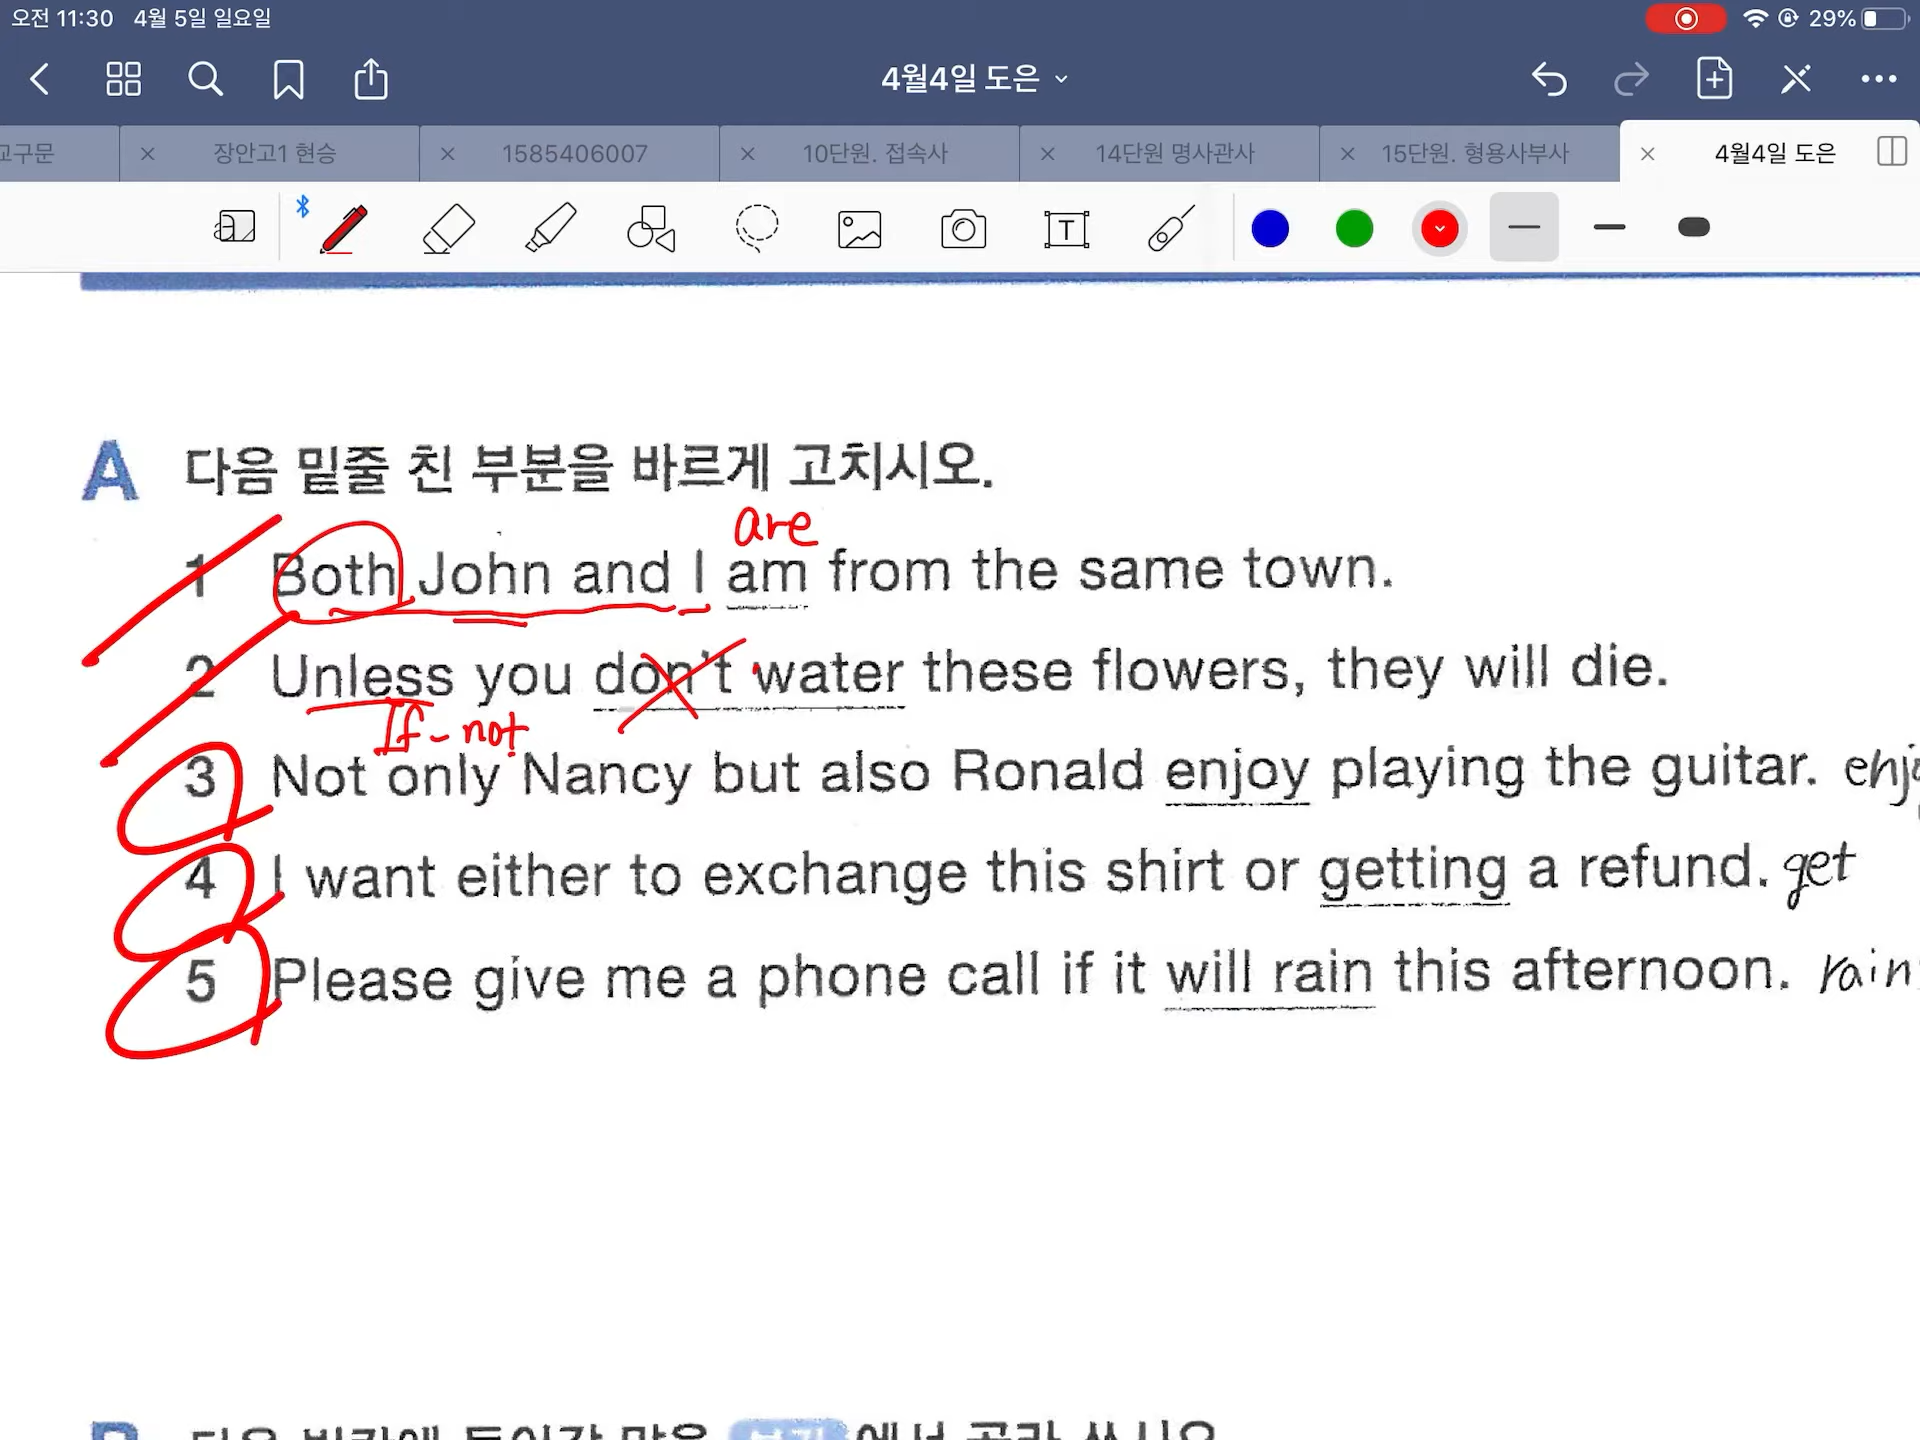 오전 11:30 4월 5일 일요일 29%
4월4일 도은
교구문 장안고1 현승 1585406007 10단원. 접속사 14단원 명사관사 15단원. 형용사부사 4월4일 도은
A 다음 밑줄 친 부분을 바르게 고치시오.
are
1 Both John and I am from the same town.
2 Unless you don't water these flowers, they will die.
If - not
3 Not only Nancy but also Ronald enjoy playing the guitar.
4 I want either to exchange this shirt or getting a refund. get
5 Please give me a phone call if it will rain this afternoon. rain